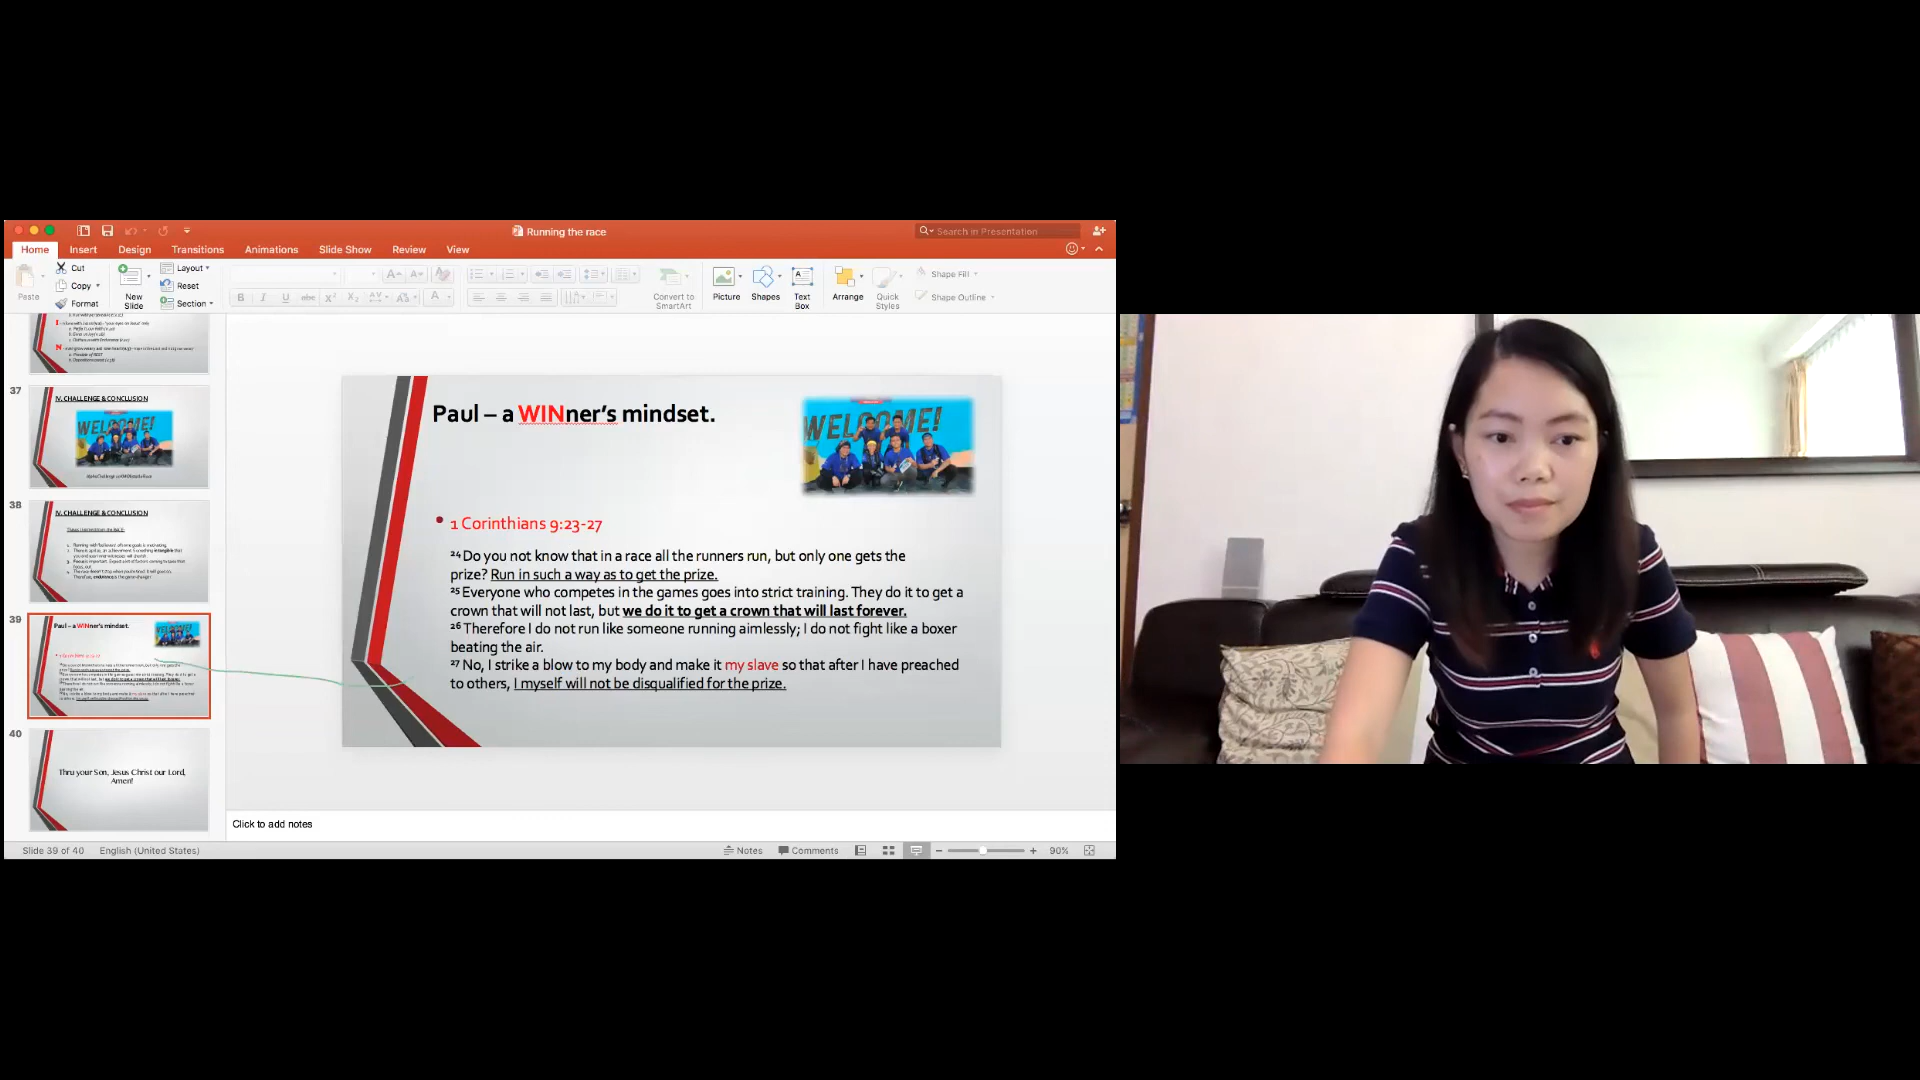 Running the race
Search in Presentation
Home Insert Design Transitions Animations Slide Show Review View
Paste
Cut
Copy
Format
New
Slide
Layout
Reset
Section
B I U abc X² X₂ AV
Convert to
SmartArt
Picture
Shapes
Text
Box
Arrange
Quick
Styles
Shape Fill
Shape Outline
37
IV. CHALLENGE & CONCLUSION
WELCOME!
38
IV. CHALLENGE & CONCLUSION
39
Paul – a WINner's mindset.
40
Thru your Son, Jesus Christ our Lord,
Amen!
Paul – a WINner's mindset.
WELCOME!
• 1 Corinthians 9:23-27
24 Do you not know that in a race all the runners run, but only one gets the
prize? Run in such a way as to get the prize.
25 Everyone who competes in the games goes into strict training. They do it to get a
crown that will not last, but we do it to get a crown that will last forever.
26 Therefore I do not run like someone running aimlessly; I do not fight like a boxer
beating the air.
27 No, I strike a blow to my body and make it my slave so that after I have preached
to others, I myself will not be disqualified for the prize.
Click to add notes
Slide 39 of 40 English (United States)
Notes Comments 90%